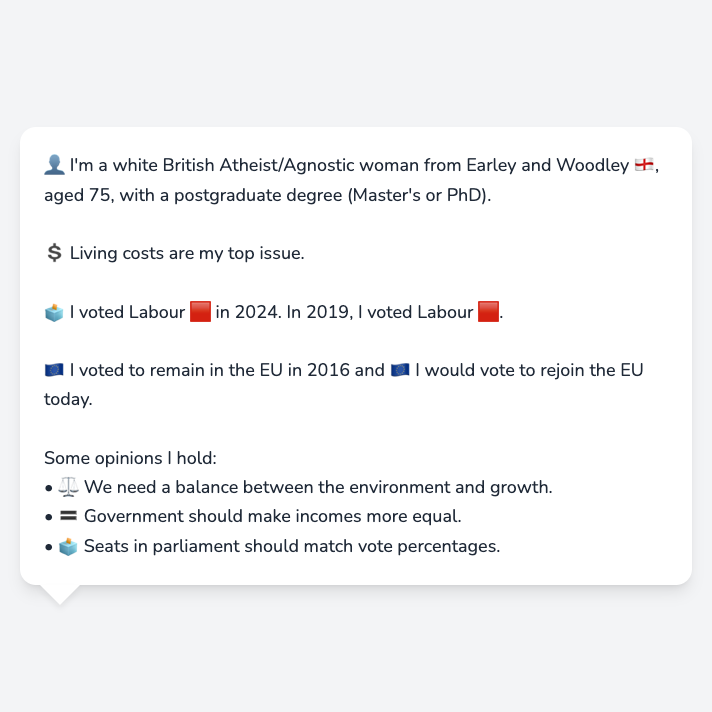 👤 I'm a white British Atheist/Agnostic woman from Earley and Woodley 🏴󠁧󠁢󠁥󠁮󠁧󠁿,
aged 75, with a postgraduate degree (Master's or PhD).
💲 Living costs are my top issue.
🗳️ I voted Labour 🟥 in 2024. In 2019, I voted Labour 🟥.
🇪🇺 I voted to remain in the EU in 2016 and 🇪🇺 I would vote to rejoin the EU
today.
Some opinions I hold:
• ⚖️ We need a balance between the environment and growth.
• 🟰 Government should make incomes more equal.
• 🗳️ Seats in parliament should match vote percentages.